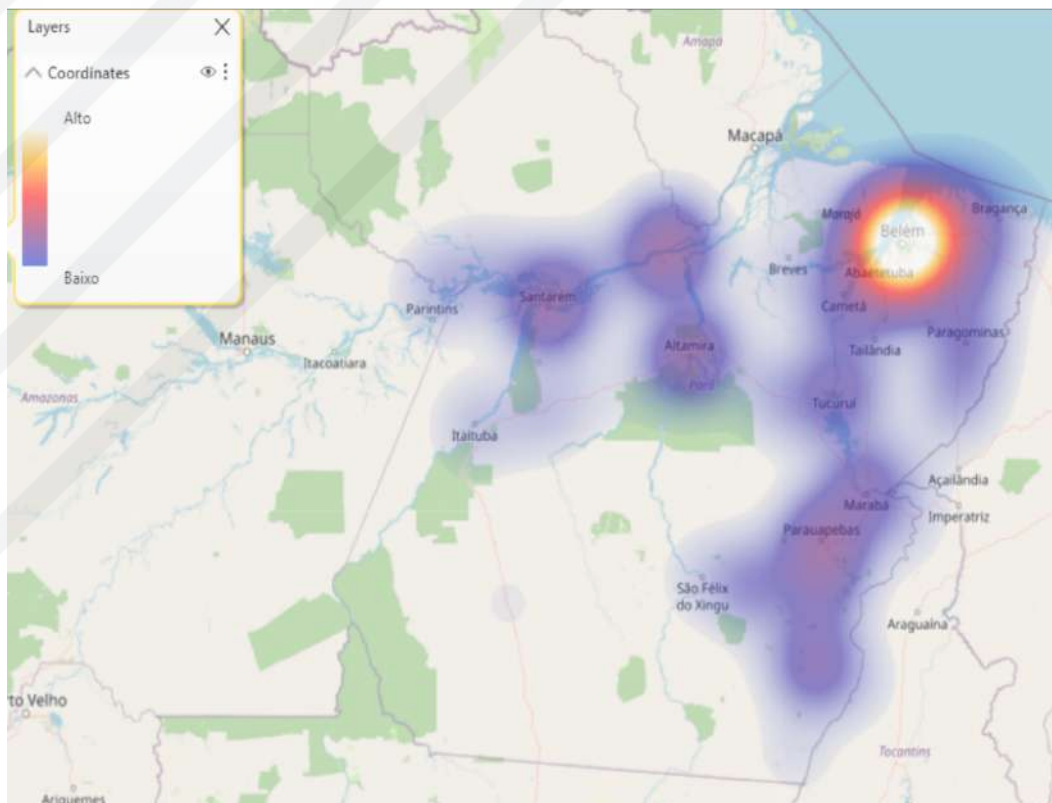 Layers
Coordinates
Alto
Baixo
Amapá
Macapá
Marajó
Bragança
Belém
Breves
Abaetetuba
Cametá
Santarém
Parintins
Paragominas
Manaus
Itacoatiara
Altamira
Tailândia
Amazonas
Pará
Tucuruí
Itaituba
Açailândia
Marabá
Imperatriz
Parauapebas
São Félix
do Xingu
Araguaína
rto Velho
Tocantins
Ariquemes